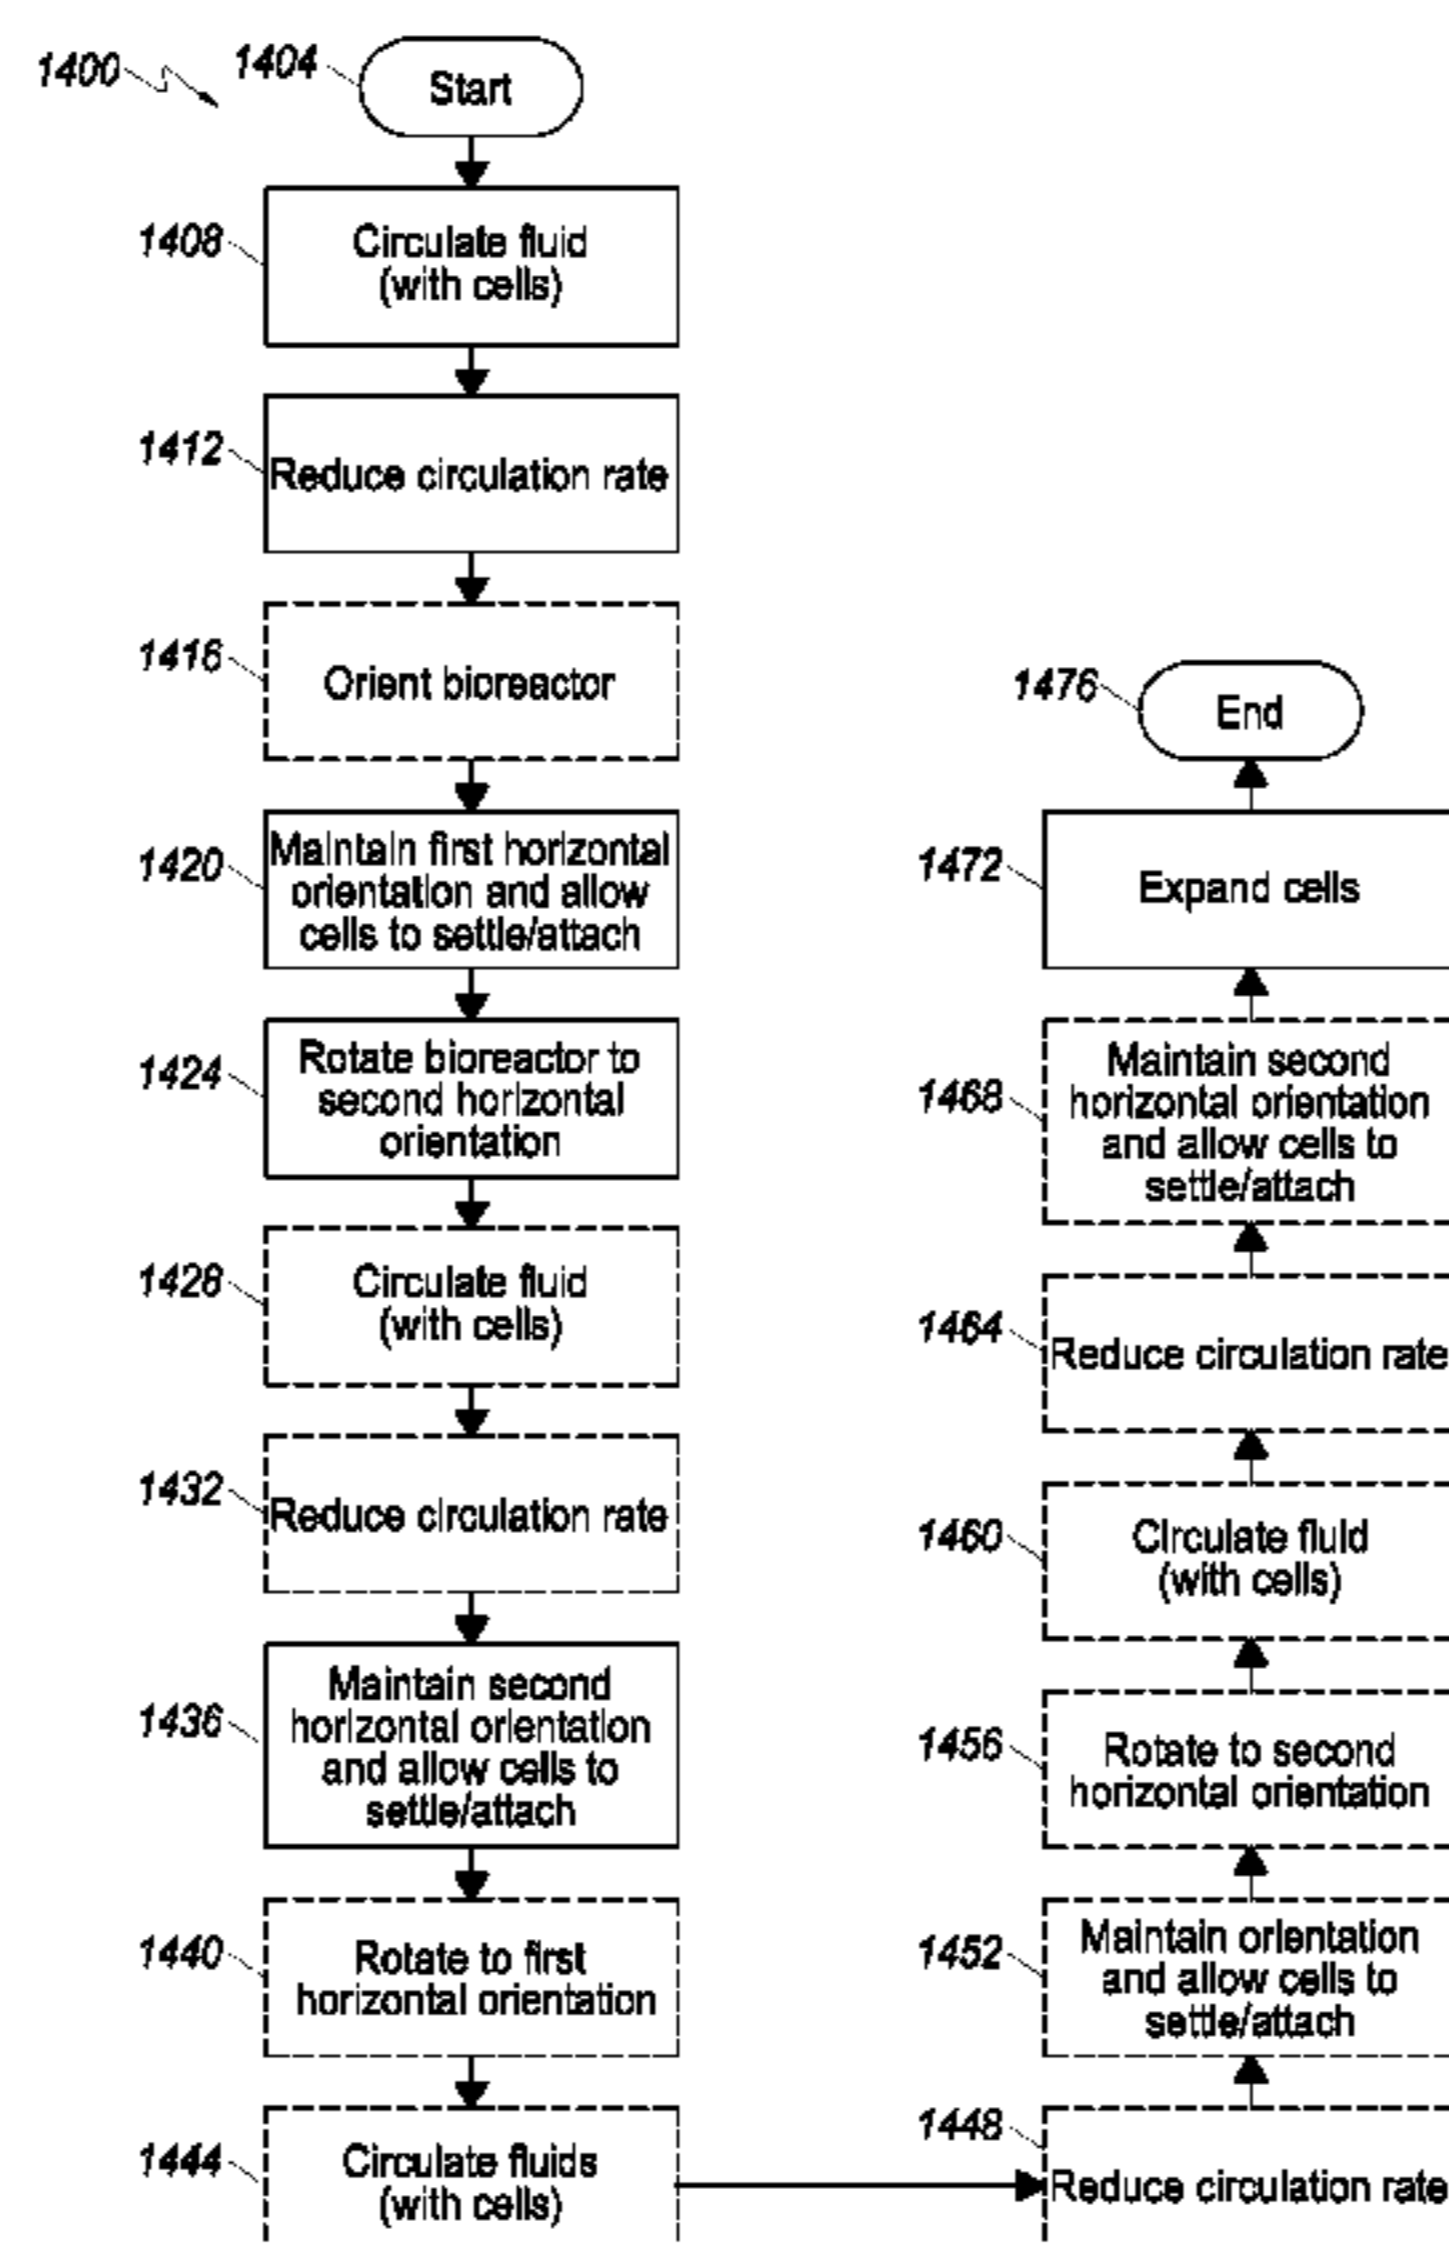 1400
1404
Start
1408
Circulate fluid
(with cells)
1412
Reduce circulation rate
1416
Orient bioreactor
1420
Maintain first horizontal
orientation and allow
cells to settle/attach
1424
Rotate bioreactor to
second horizontal
orientation
1428
Circulate fluid
(with cells)
1432
Reduce circulation rate
1436
Maintain second
horizontal orientation
and allow cells to
settle/attach
1440
Rotate to first
horizontal orientation
1444
Circulate fluids
(with cells)
1448
Reduce circulation rate
1452
Maintain orientation
and allow cells to
settle/attach
1456
Rotate to second
horizontal orientation
1460
Circulate fluid
(with cells)
1464
Reduce circulation rate
1468
Maintain second
horizontal orientation
and allow cells to
settle/attach
1472
Expand cells
1476
End